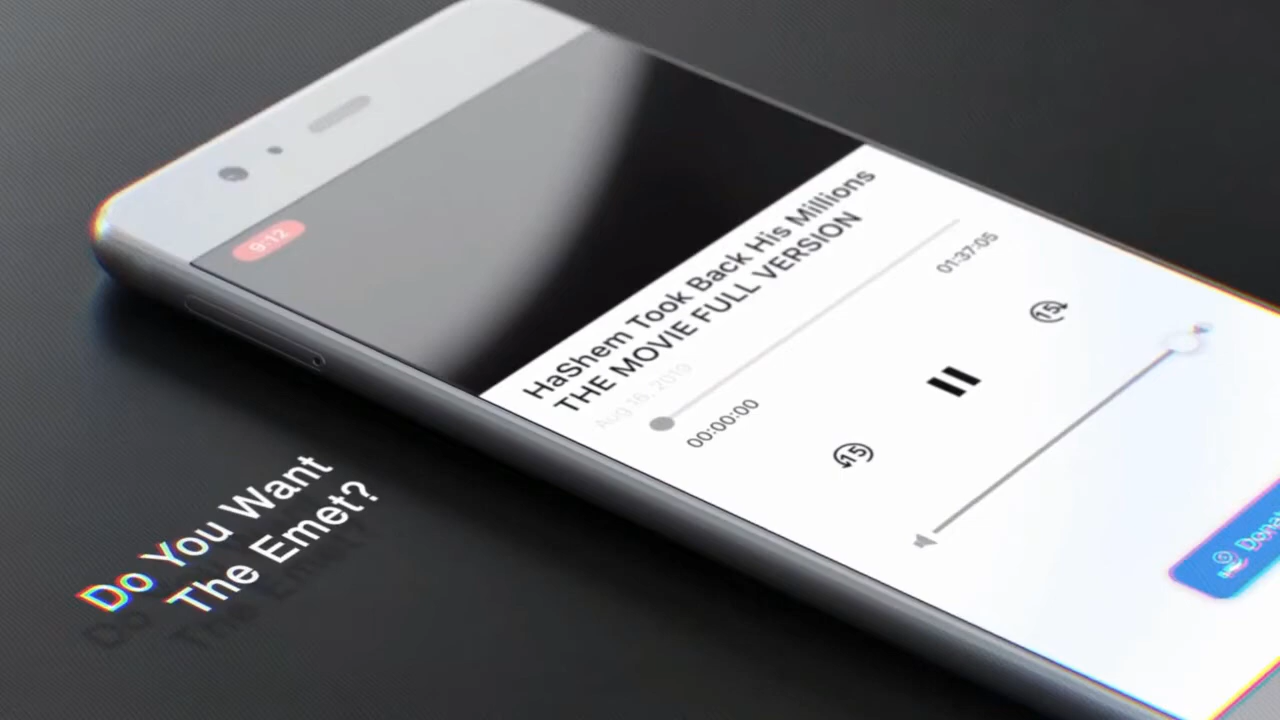 9:12
HaShem Took Back His Millions
THE MOVIE FULL VERSION
Aug 16, 2019
00:00:00
01:37:05
15
15
Do You Want
The Emet?